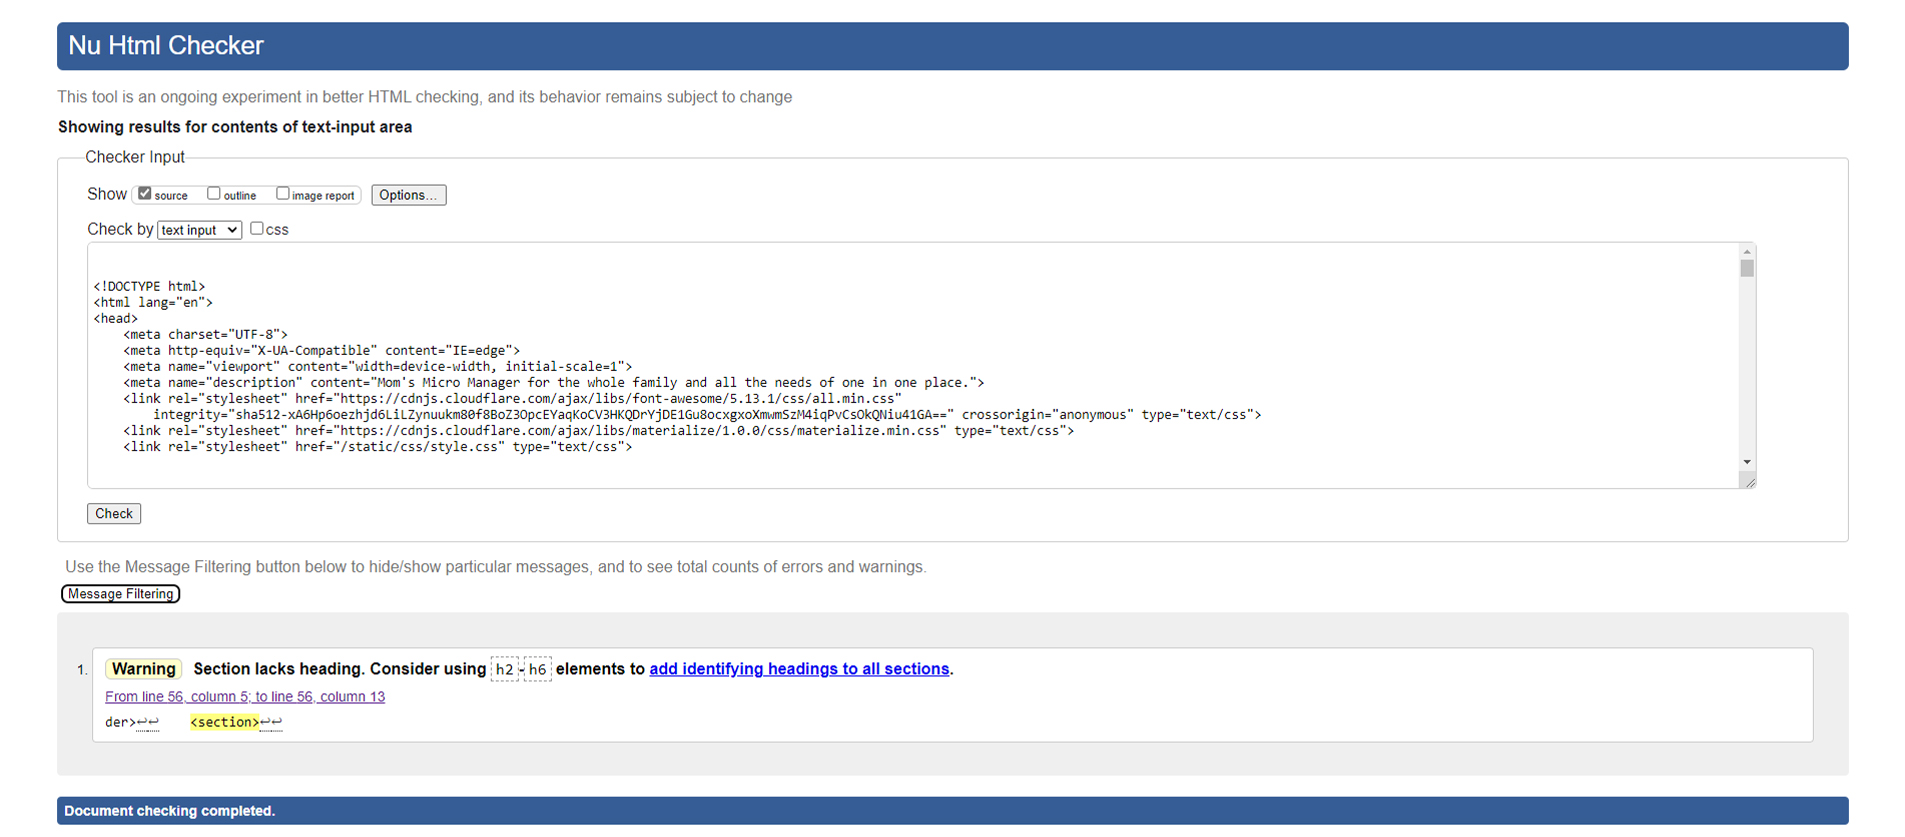 Nu Html Checker
This tool is an ongoing experiment in better HTML checking, and its behavior remains subject to change
Showing results for contents of text-input area
Checker Input
Show source outline image report Options...
Check by text input css
<!DOCTYPE html>
<html lang="en">
<head>
    <meta charset="UTF-8">
    <meta http-equiv="X-UA-Compatible" content="IE=edge">
    <meta name="viewport" content="width=device-width, initial-scale=1">
    <meta name="description" content="Mom's Micro Manager for the whole family and all the needs of one in one place.">
    <link rel="stylesheet" href="https://cdnjs.cloudflare.com/ajax/libs/font-awesome/5.13.1/css/all.min.css"
        integrity="sha512-xA6Hp6oezhjd6LiLZynuukm80f8BoZ3OpcEYaqKoCV3HKQDrYjDE1Gu8ocxgxoXmwmSzM4iqPvCsOkQNiu41GA==" crossorigin="anonymous" type="text/css">
    <link rel="stylesheet" href="https://cdnjs.cloudflare.com/ajax/libs/materialize/1.0.0/css/materialize.min.css" type="text/css">
    <link rel="stylesheet" href="/static/css/style.css" type="text/css">
Check
Use the Message Filtering button below to hide/show particular messages, and to see total counts of errors and warnings.
Message Filtering
1. Warning Section lacks heading. Consider using h2-h6 elements to add identifying headings to all sections.
From line 56, column 5; to line 56, column 13
der>↩↩    <section>↩↩
Document checking completed.